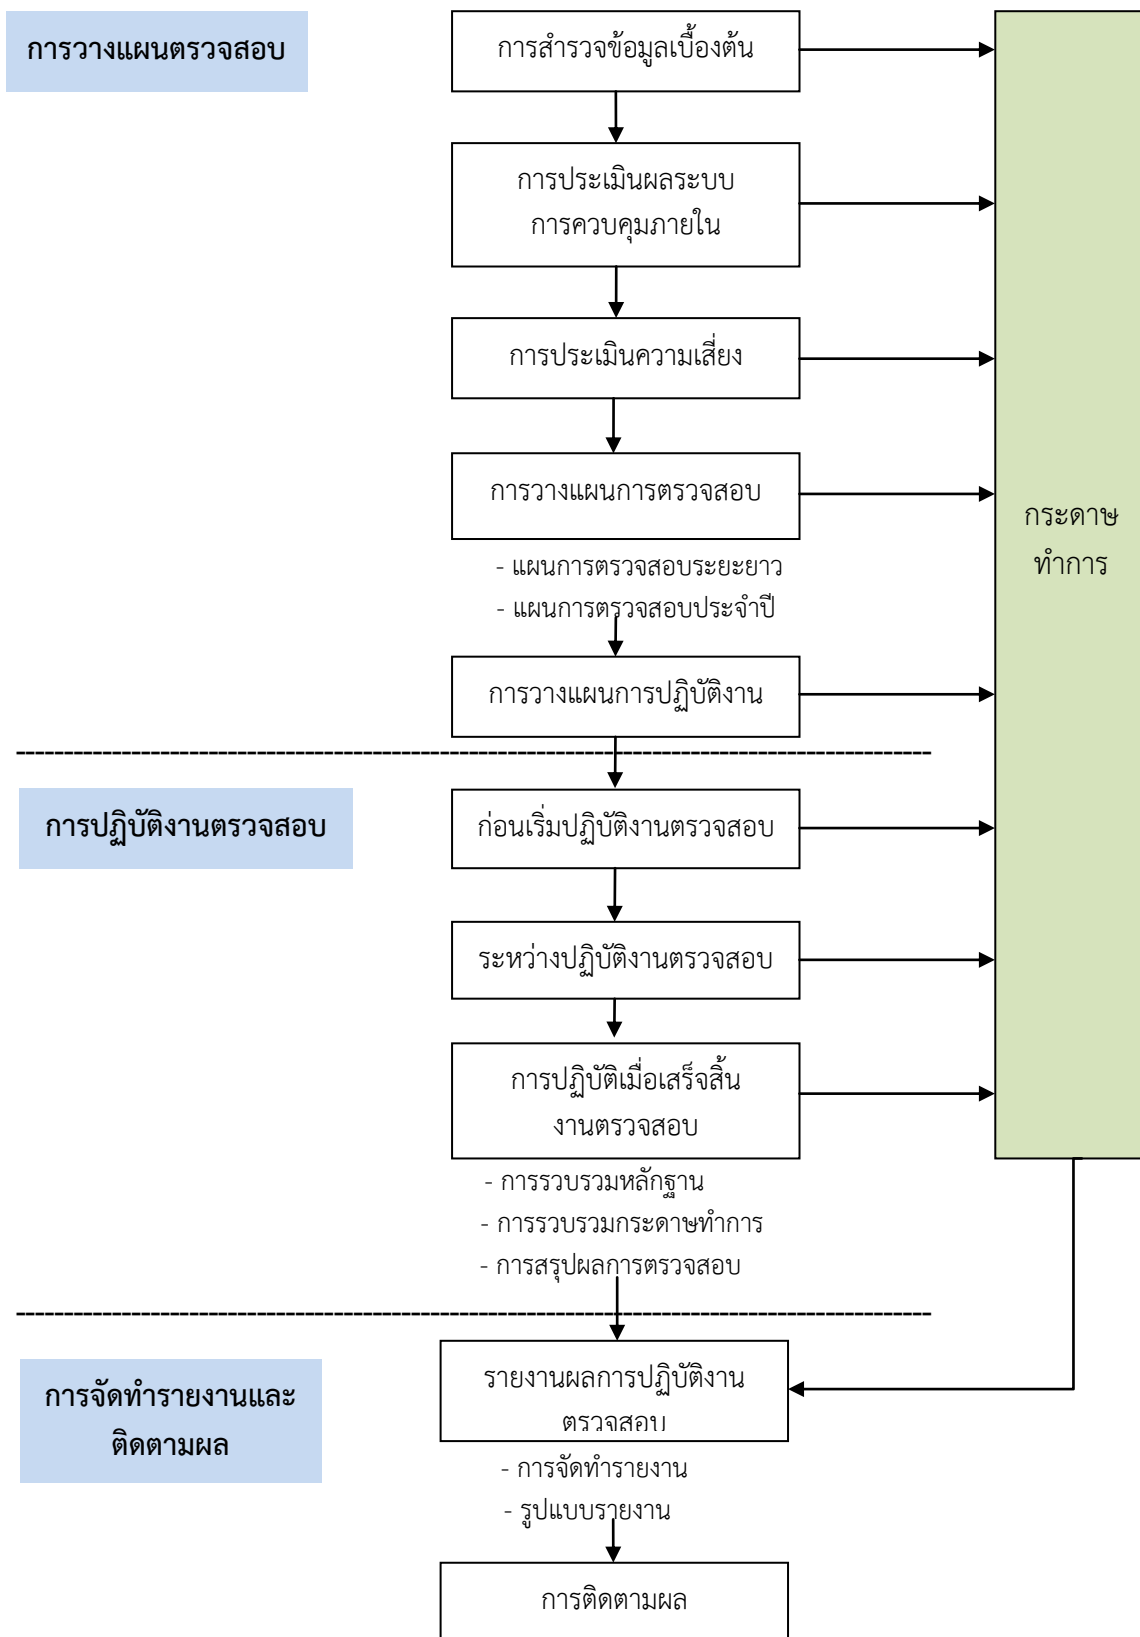 การวางแผนตรวจสอบ
การสำรวจข้อมูลเบื้องต้น
การประเมินผลระบบ
การควบคุมภายใน
การประเมินความเสี่ยง
การวางแผนการตรวจสอบ
- แผนการตรวจสอบระยะยาว
- แผนการตรวจสอบประจำปี
การวางแผนการปฏิบัติงาน
กระดาษ
ทำการ
การปฏิบัติงานตรวจสอบ
ก่อนเริ่มปฏิบัติงานตรวจสอบ
ระหว่างปฏิบัติงานตรวจสอบ
การปฏิบัติเมื่อเสร็จสิ้น
งานตรวจสอบ
- การรวบรวมหลักฐาน
- การรวบรวมกระดาษทำการ
- การสรุปผลการตรวจสอบ
การจัดทำรายงานและ
ติดตามผล
รายงานผลการปฏิบัติงาน
ตรวจสอบ
- การจัดทำรายงาน
- รูปแบบรายงาน
การติดตามผล